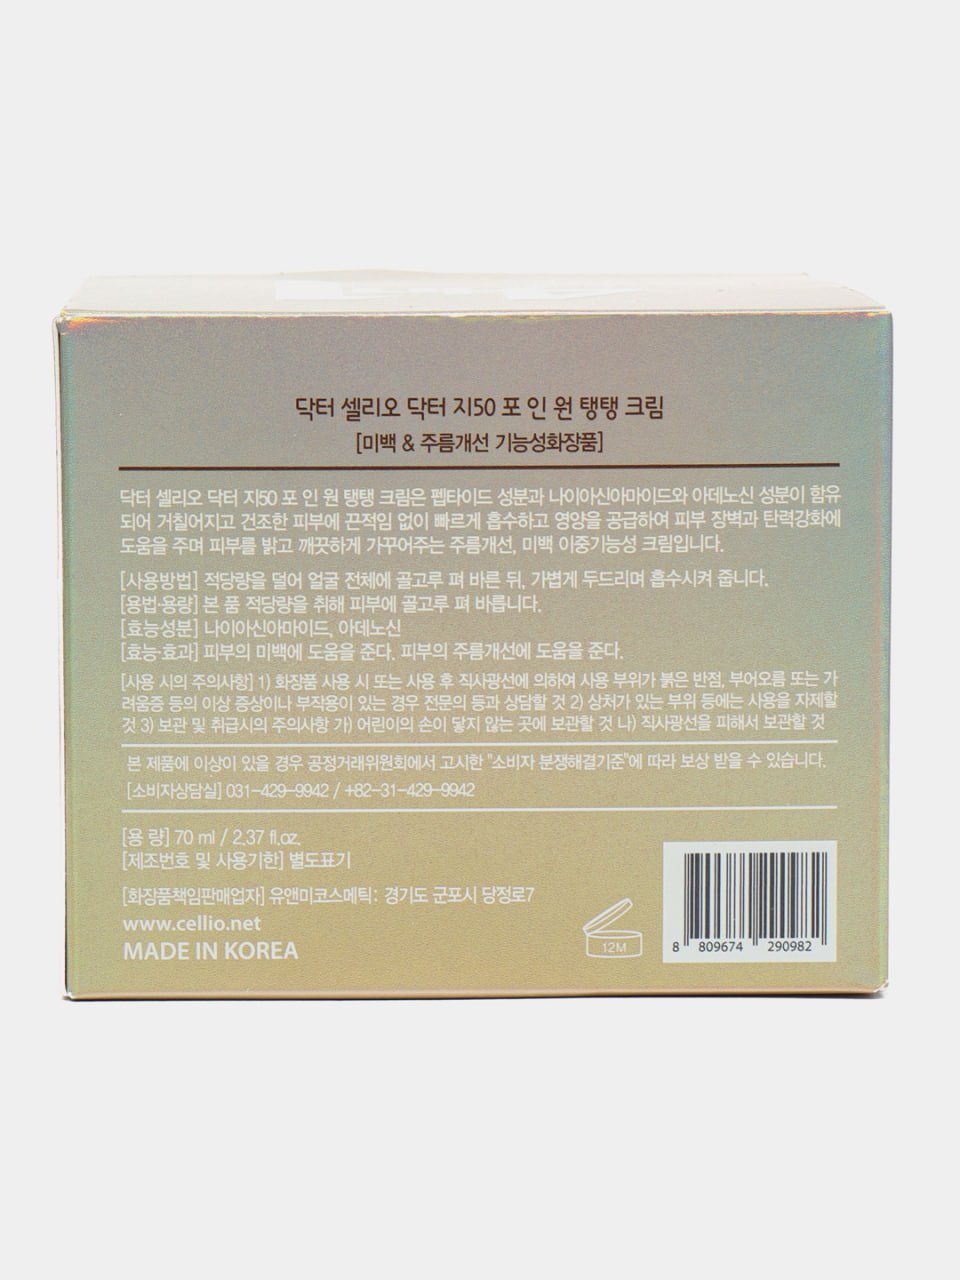 닥터 셀리오 닥터 지50 포 인 원 탱탱 크림
[미백 & 주름개선 기능성화장품]
닥터 셀리오 닥터 지50 포 인 원 탱탱 크림은 펩타이드 성분과 나이아신아마이드와 아데노신 성분이 함유
되어 거칠어지고 건조한 피부에 끈적임 없이 빠르게 흡수하고 영양을 공급하여 피부 장벽과 탄력강화에
도움을 주며 피부를 밝고 깨끗하게 가꾸어주는 주름개선, 미백 이중기능성 크림입니다.
[사용방법] 적당량을 덜어 얼굴 전체에 골고루 펴 바른 뒤, 가볍게 두드리며 흡수시켜 줍니다.
[용법·용량] 본 품 적당량을 취해 피부에 골고루 펴 바릅니다.
[효능성분] 나이아신아마이드, 아데노신
[효능·효과] 피부의 미백에 도움을 준다. 피부의 주름개선에 도움을 준다.
[사용 시의 주의사항] 1) 화장품 사용 시 또는 사용 후 직사광선에 의하여 사용 부위가 붉은 반점, 부어오름 또는 가
려움증 등의 이상 증상이나 부작용이 있는 경우 전문의 등과 상담할 것 2) 상처가 있는 부위 등에는 사용을 자제할
것 3) 보관 및 취급시의 주의사항 가) 어린이의 손이 닿지 않는 곳에 보관할 것 나) 직사광선을 피해서 보관할 것
본 제품에 이상이 있을 경우 공정거래위원회에서 고시한 "소비자 분쟁해결기준"에 따라 보상 받을 수 있습니다.
[소비자상담실] 031-429-9942 / +82-31-429-9942
[용 량] 70 ml / 2.37 fl.oz.
[제조번호 및 사용기한] 별도표기
[화장품책임판매업자] 유앤미코스메틱: 경기도 군포시 당정로7
www.cellio.net
MADE IN KOREA
12M
8 809674 290982